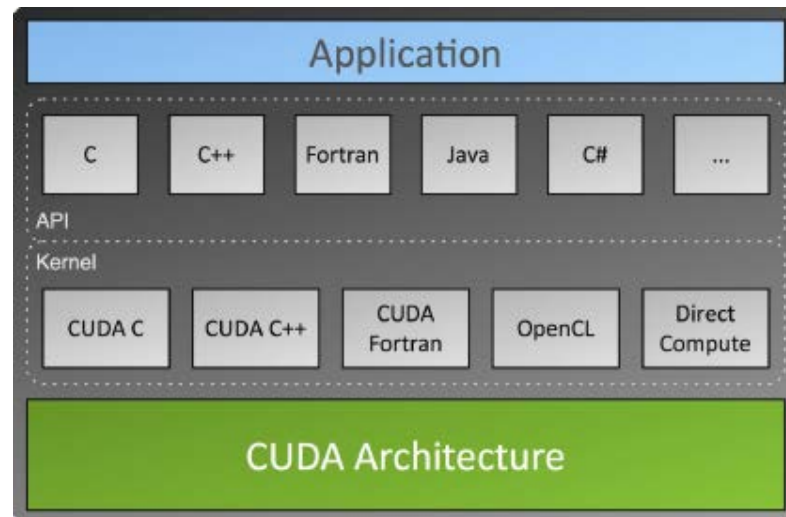 Application
C
C++
Fortran
Java
C#
...
API
Kernel
CUDA C
CUDA C++
CUDA
Fortran
OpenCL
Direct
Compute
CUDA Architecture